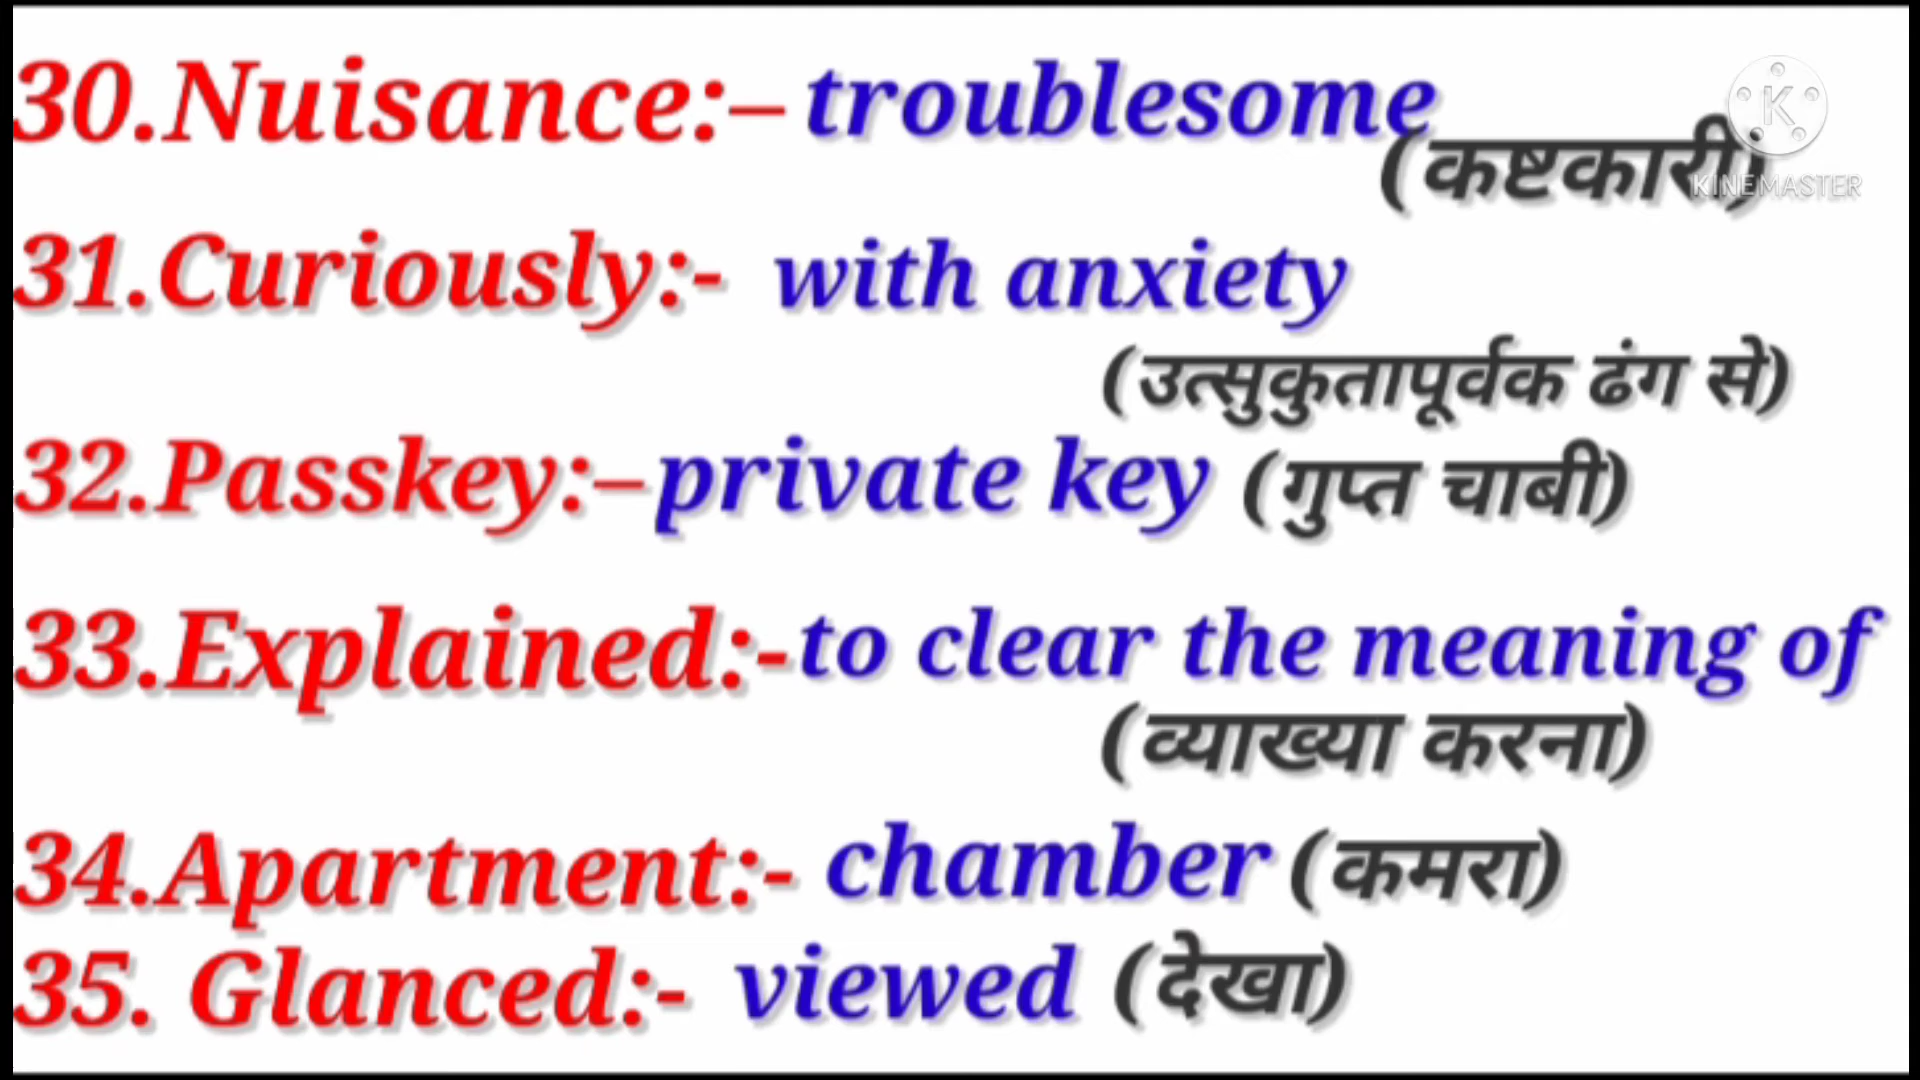 30.Nuisance:– troublesome
(कष्टकारी)
KINEMASTER
31.Curiously:- with anxiety
(उत्सुकुतापूर्वक ढंग से)
32.Passkey:– private key (गुप्त चाबी)
33.Explained:- to clear the meaning of
(व्याख्या करना)
34.Apartment:- chamber (कमरा)
35. Glanced:- viewed (देखा)